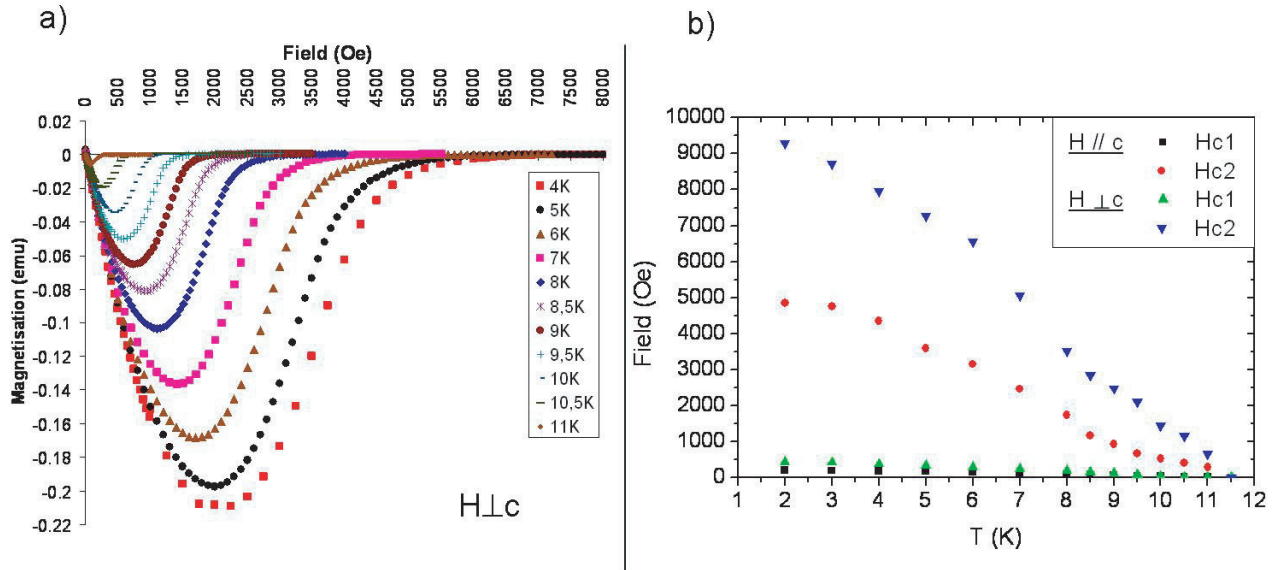 a)
Field (Oe)
0 500 1000 1500 2000 2500 3000 3500 4000 4500 5000 5500 6000 6500 7000 7500 8000
0.02
0
-0.02
-0.04
-0.06
-0.08
-0.1
-0.12
-0.14
-0.16
-0.18
-0.2
-0.22
Magnetisation (emu)
4K
5K
6K
7K
8K
8,5K
9K
9,5K
10K
10,5K
11K
H⊥c
b)
10000
9000
8000
7000
6000
5000
4000
3000
2000
1000
0
Field (Oe)
H // c Hc1
Hc2
H ⊥c Hc1
Hc2
1 2 3 4 5 6 7 8 9 10 11 12
T (K)